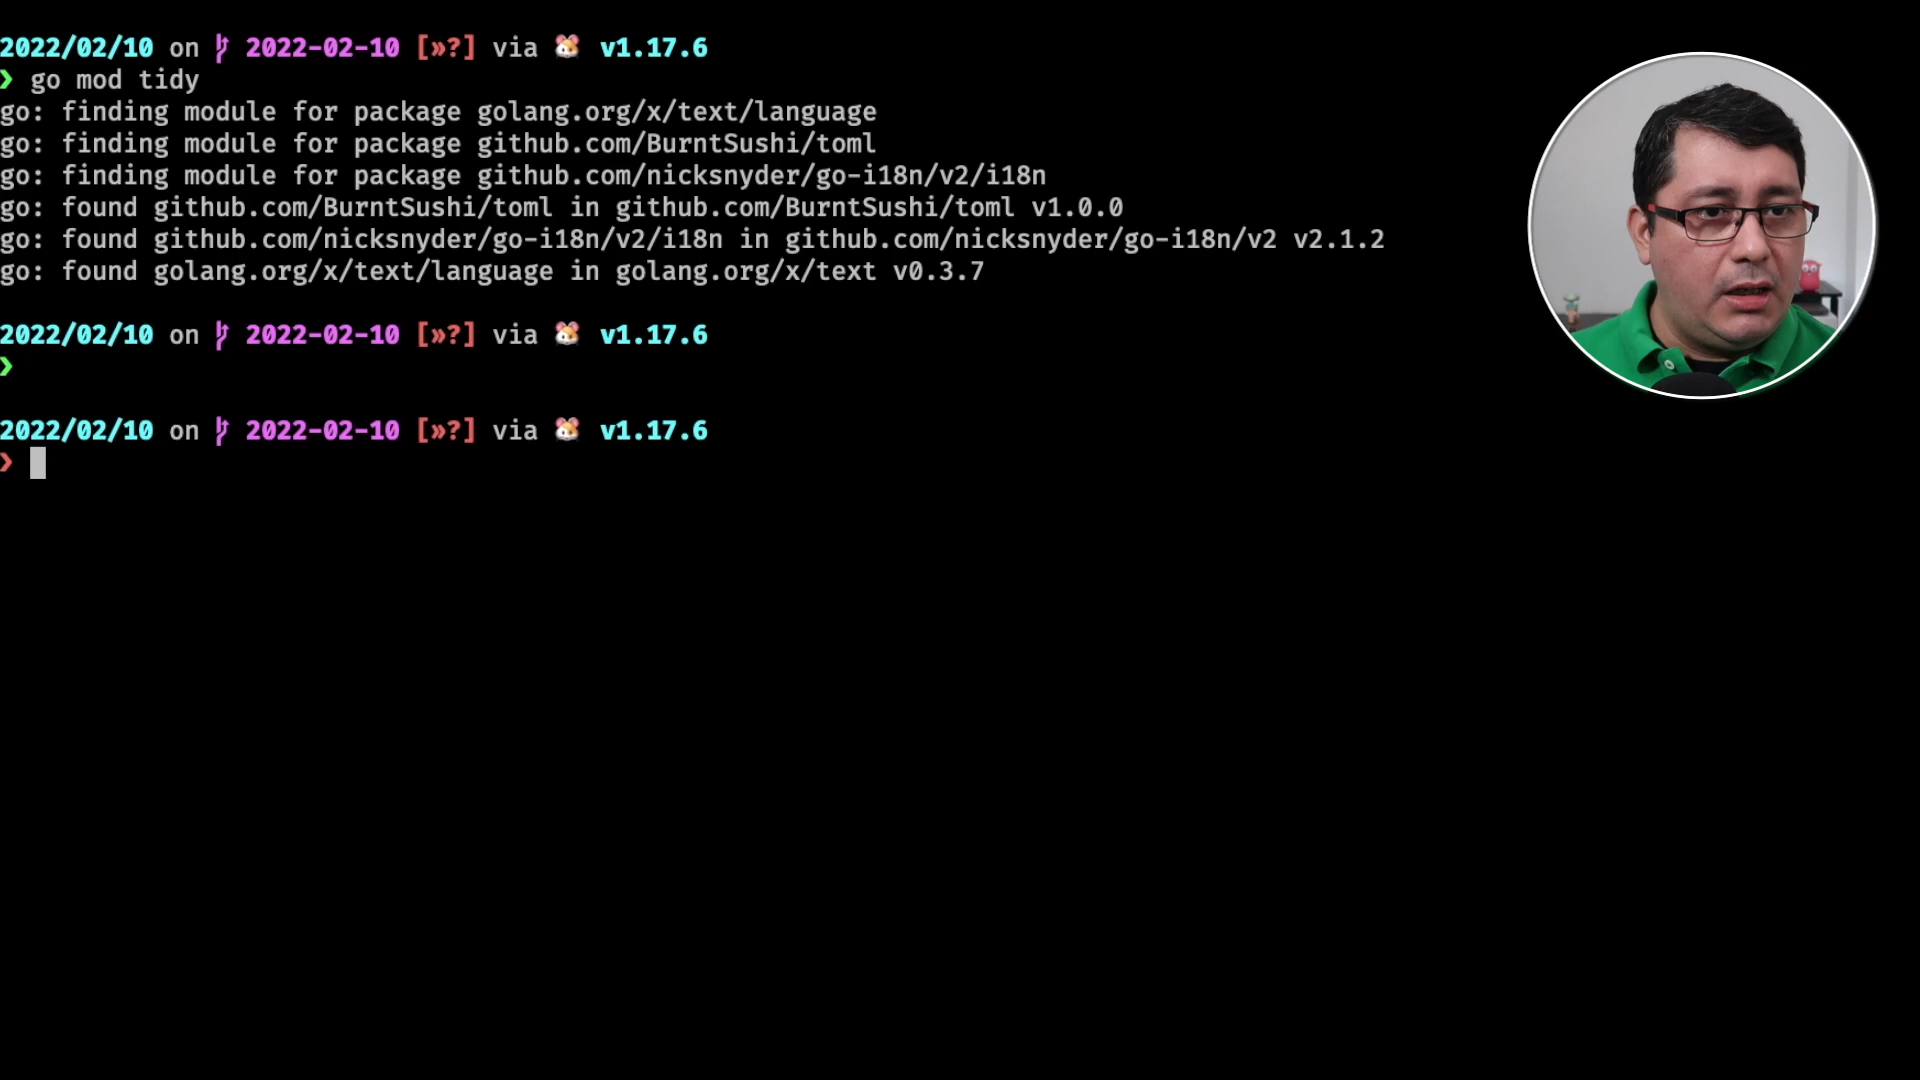 2022/02/10 on 2022-02-10 [»?] via 🐹 v1.17.6
❯ go mod tidy
go: finding module for package golang.org/x/text/language
go: finding module for package github.com/BurntSushi/toml
go: finding module for package github.com/nicksnyder/go-i18n/v2/i18n
go: found github.com/BurntSushi/toml in github.com/BurntSushi/toml v1.0.0
go: found github.com/nicksnyder/go-i18n/v2/i18n in github.com/nicksnyder/go-i18n/v2 v2.1.2
go: found golang.org/x/text/language in golang.org/x/text v0.3.7
2022/02/10 on 2022-02-10 [»?] via 🐹 v1.17.6
❯
2022/02/10 on 2022-02-10 [»?] via 🐹 v1.17.6
❯